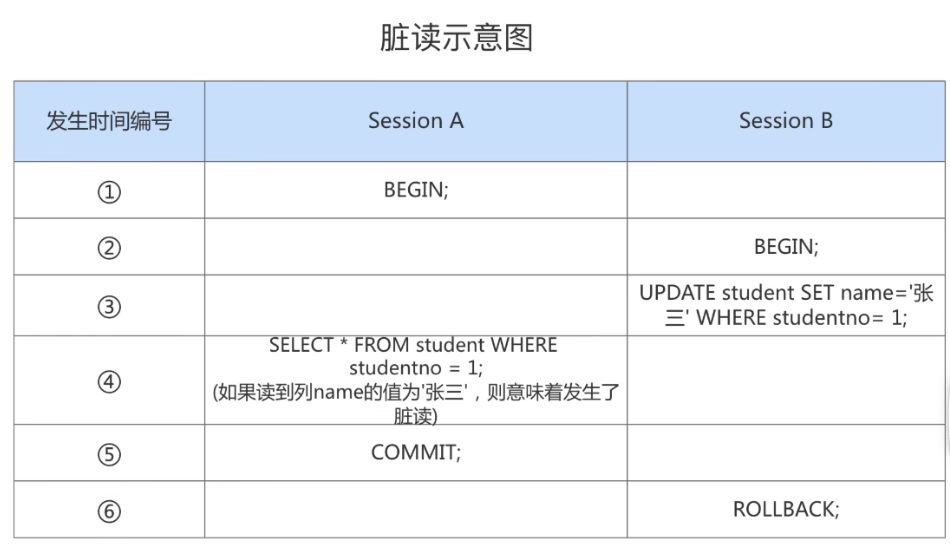 脏读示意图
发生时间编号 Session A Session B
① BEGIN;
② BEGIN;
③ UPDATE student SET name='张
三' WHERE studentno= 1;
④ SELECT * FROM student WHERE
studentno = 1;
(如果读到列name的值为'张三'，则意味着发生了
脏读)
⑤ COMMIT;
⑥ ROLLBACK;